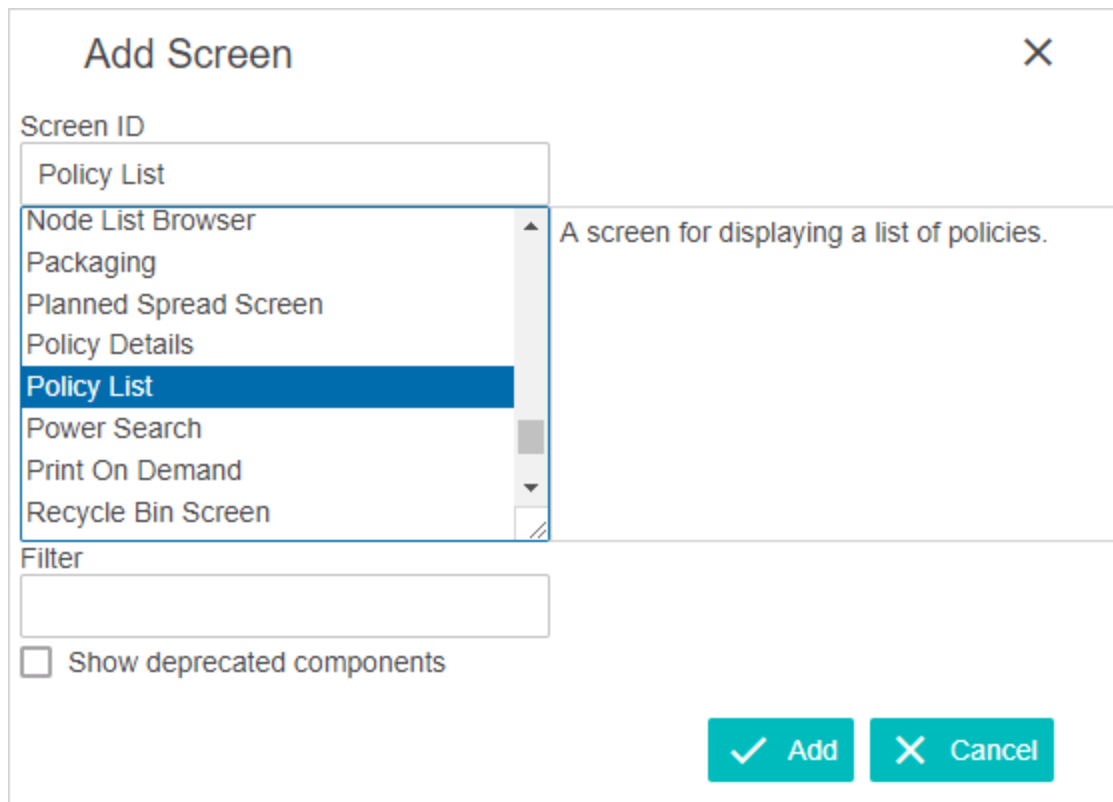 Add Screen
Screen ID
Policy List
Node List Browser
A screen for displaying a list of policies.
Packaging
Planned Spread Screen
Policy Details
Policy List
Power Search
Print On Demand
Recycle Bin Screen
Filter
Show deprecated components
Add
Cancel